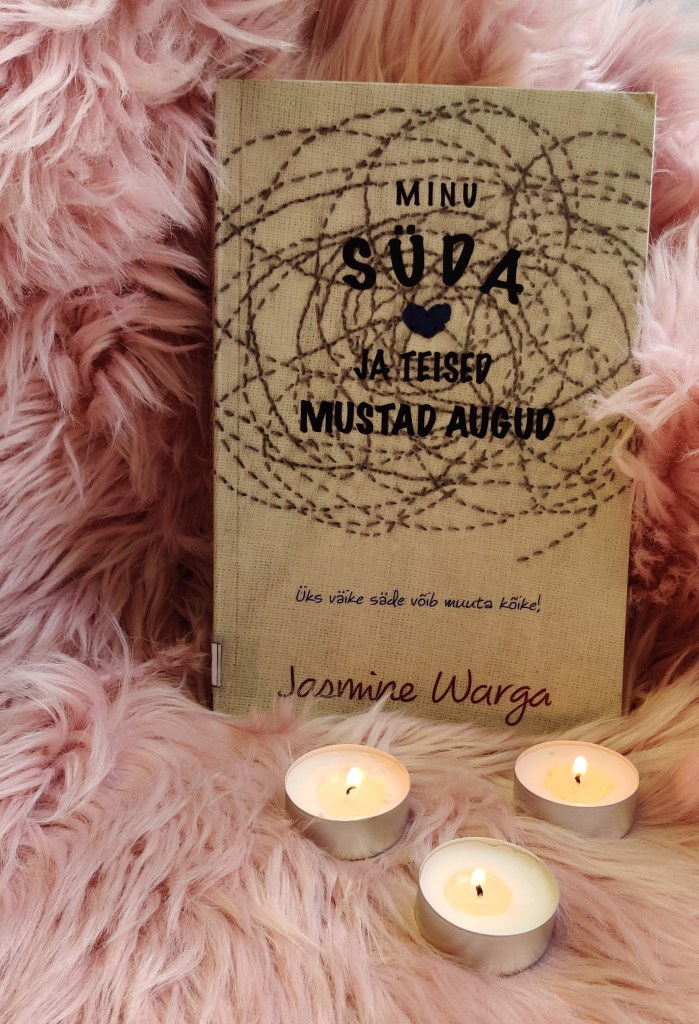 MINU
SÜDA
JA TEISED
MUSTAD AUGUD
Üks väike säde võib muuta kõike!
Jasmine Warga